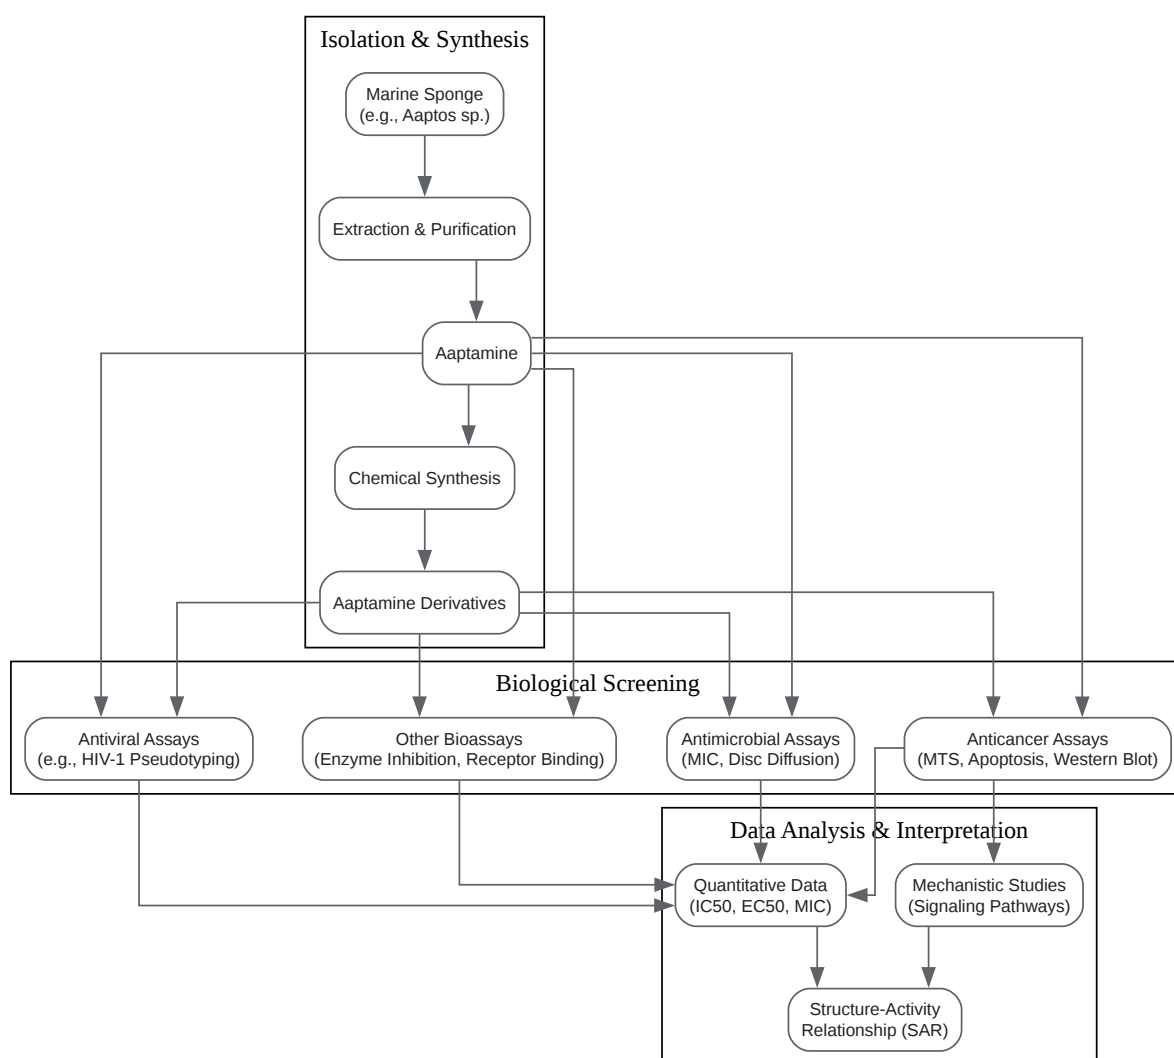 Isolation & Synthesis
Marine Sponge
(e.g., Aaptos sp.)
Extraction & Purification
Aaptamine
Chemical Synthesis
Aaptamine Derivatives
Biological Screening
Antiviral Assays
(e.g., HIV-1 Pseudotyping)
Other Bioassays
(Enzyme Inhibition, Receptor Binding)
Antimicrobial Assays
(MIC, Disc Diffusion)
Anticancer Assays
(MTS, Apoptosis, Western Blot)
Data Analysis & Interpretation
Quantitative Data
(IC50, EC50, MIC)
Mechanistic Studies
(Signaling Pathways)
Structure-Activity
Relationship (SAR)